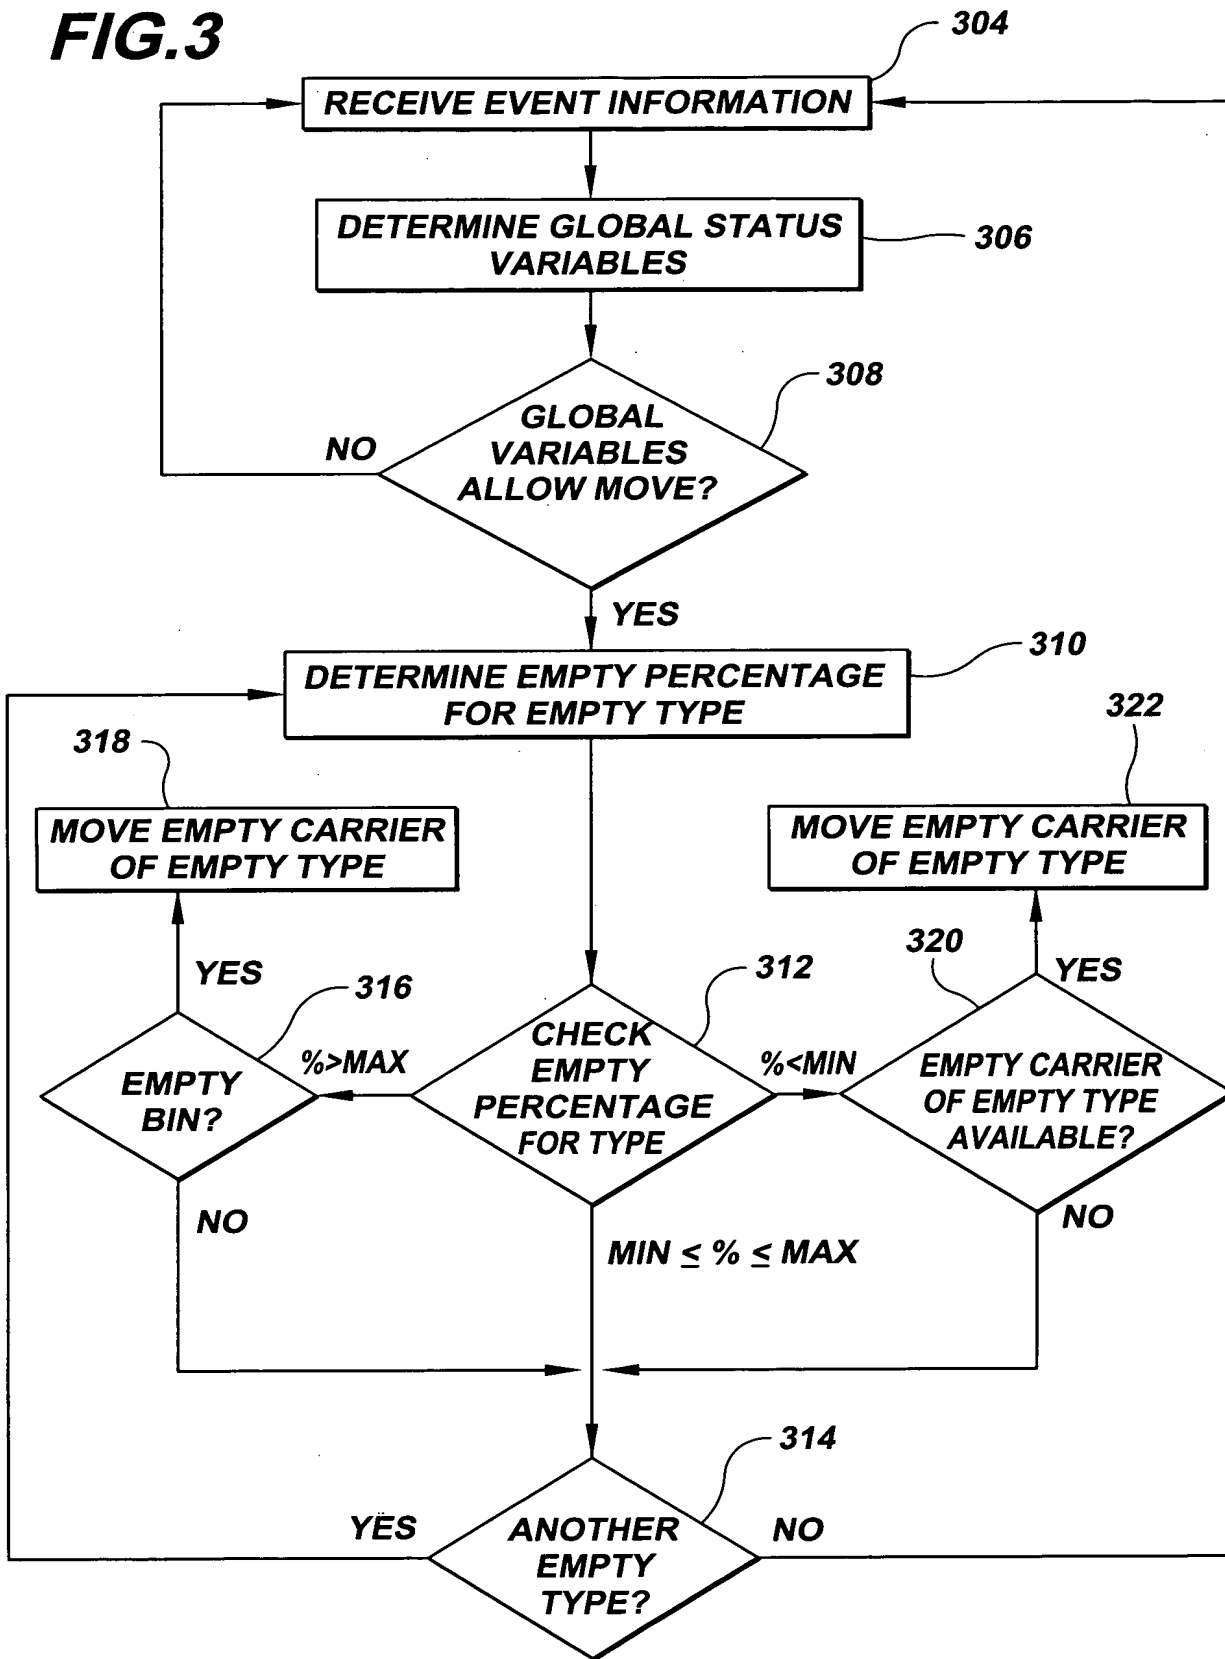 FIG.3
304
RECEIVE EVENT INFORMATION
DETERMINE GLOBAL STATUS
VARIABLES
306
308
GLOBAL
VARIABLES
ALLOW MOVE?
NO
YES
310
DETERMINE EMPTY PERCENTAGE
FOR EMPTY TYPE
318
322
MOVE EMPTY CARRIER
OF EMPTY TYPE
MOVE EMPTY CARRIER
OF EMPTY TYPE
YES
316
312
320
YES
%>MAX
EMPTY
BIN?
CHECK
EMPTY
PERCENTAGE
FOR TYPE
%<MIN
EMPTY CARRIER
OF EMPTY TYPE
AVAILABLE?
NO
NO
MIN ≤ % ≤ MAX
314
YES
ANOTHER
EMPTY
TYPE?
NO